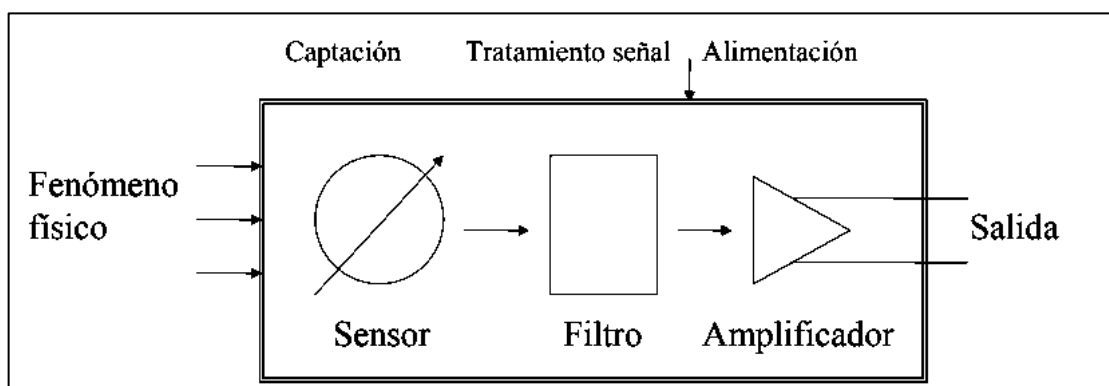 Captación Tratamiento señal Alimentación
Fenómeno
físico
Salida
Sensor Filtro Amplificador